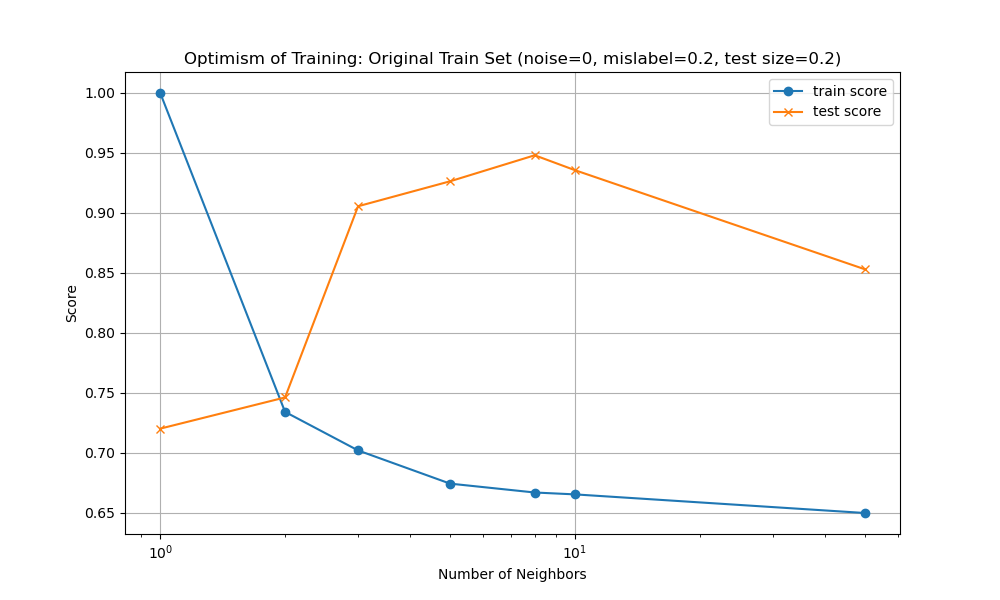 Optimism of Training: Original Train Set (noise=0, mislabel=0.2, test size=0.2)
train score
test score
1.00
0.95
0.90
0.85
0.80
0.75
0.70
0.65
Score
10⁰
10¹
Number of Neighbors